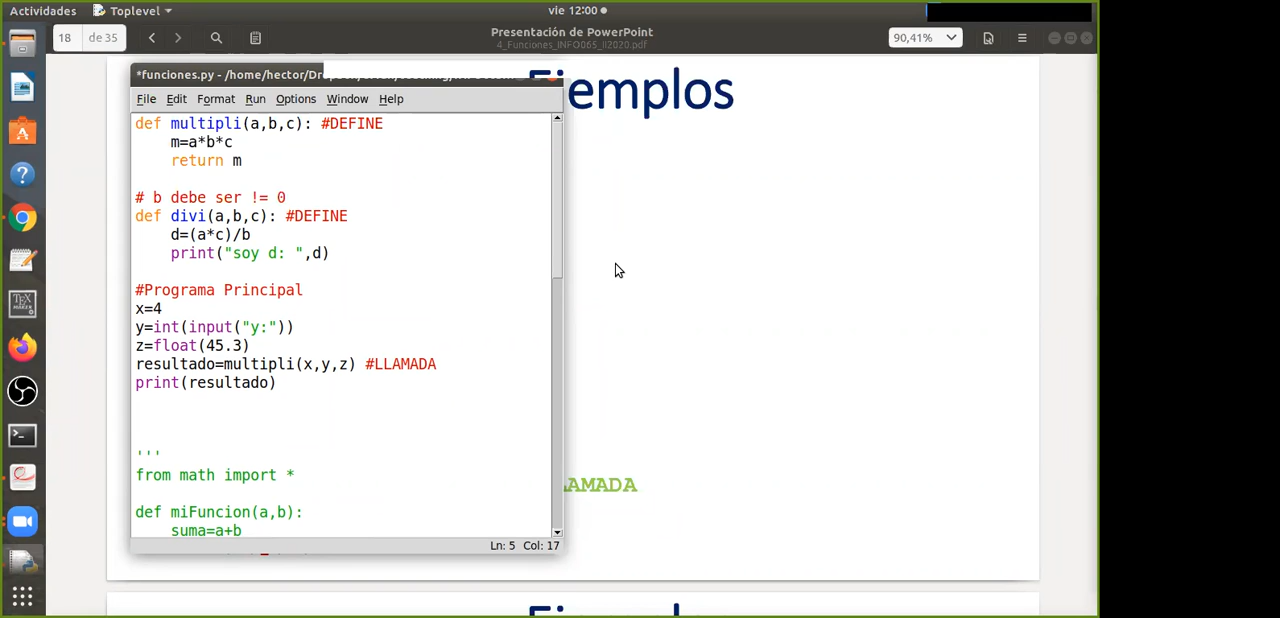 Actividades
Toplevel
vie 12:00
18
de 35
Presentación de PowerPoint
4_Funciones_INFO065_II2020.pdf
90,41%
Ejemplos
*funciones.py - /home/hector/
File Edit Format Run Options Window Help
def multipli(a,b,c): #DEFINE
m=a*b*c
return m
# b debe ser != 0
def divi(a,b,c): #DEFINE
d=(a*c)/b
print("soy d: ",d)
#Programa Principal
x=4
y=int(input("y:"))
z=float(45.3)
resultado=multipli(x,y,z) #LLAMADA
print(resultado)
'''
from math import *
def miFuncion(a,b):
suma=a+b
Ln: 5 Col: 17
LAMADA